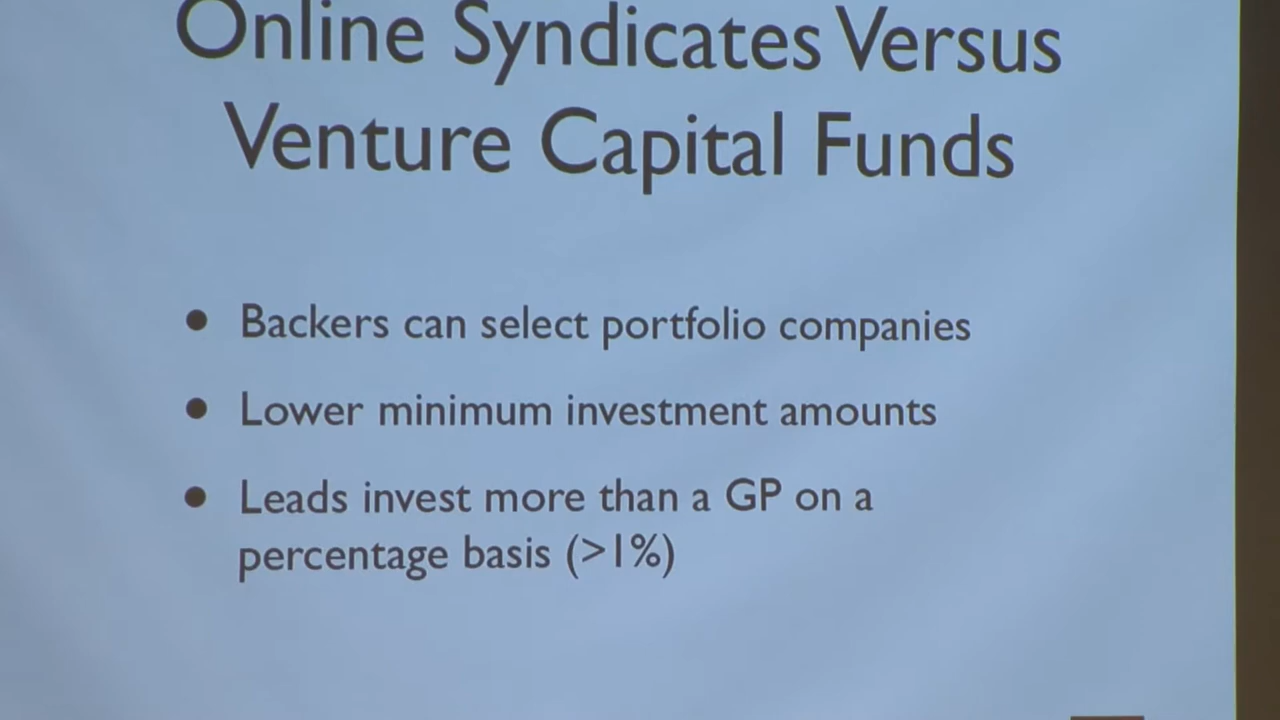 Online Syndicates Versus
Venture Capital Funds
• Backers can select portfolio companies
• Lower minimum investment amounts
• Leads invest more than a GP on a
percentage basis (>1%)